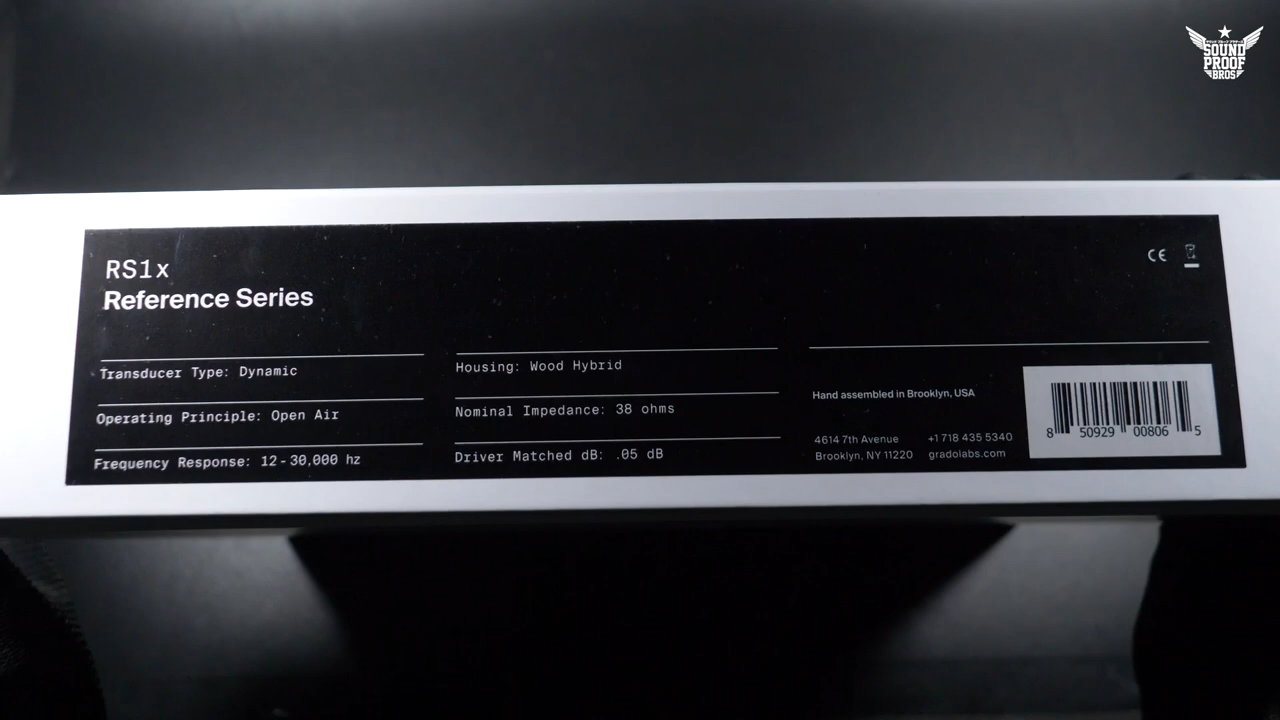 SOUND
PROOF
BROS
RS1x
Reference Series
CE
Transducer Type: Dynamic
Operating Principle: Open Air
Frequency Response: 12-30,000 hz
Housing: Wood Hybrid
Nominal Impedance: 38 ohms
Driver Matched dB: .05 dB
Hand assembled in Brooklyn, USA
4614 7th Avenue
Brooklyn, NY 11220
+1 718 435 5340
gradolabs.com
8 50929 00806 5